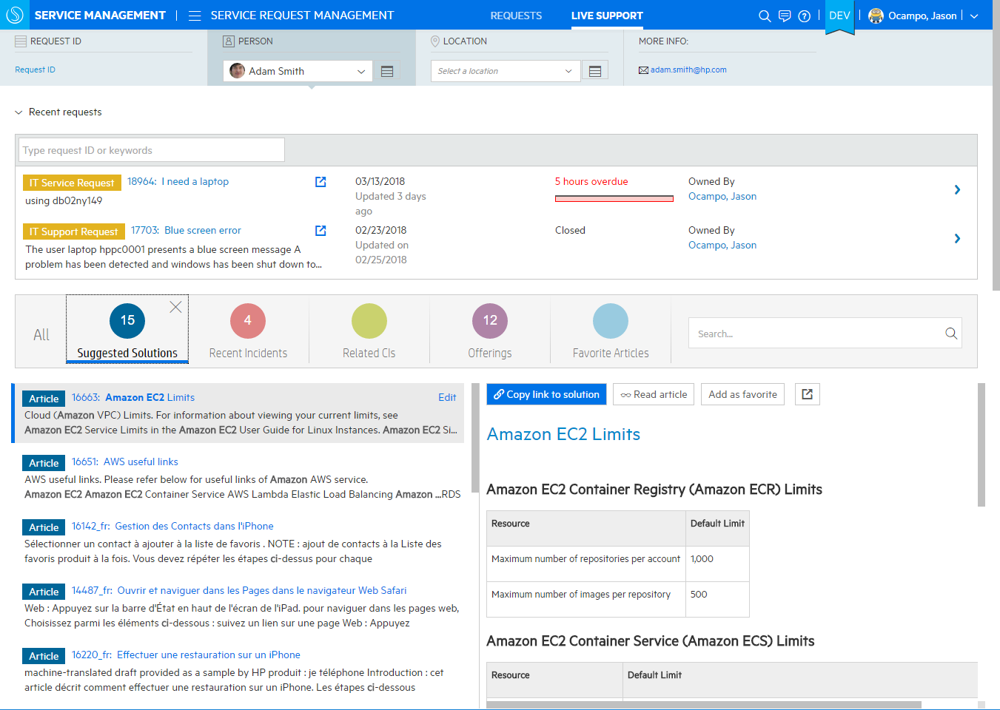 SERVICE MANAGEMENT
SERVICE REQUEST MANAGEMENT
REQUESTS
LIVE SUPPORT
DEV
Ocampo, Jason
REQUEST ID
PERSON
LOCATION
MORE INFO:
Request ID
Adam Smith
Select a location
adam.smith@hp.com
Recent requests
Type request ID or keywords
IT Service Request
18964: I need a laptop
03/13/2018
5 hours overdue
Owned By
using db02ny149
Updated 3 days
Ocampo, Jason
ago
IT Support Request
17703: Blue screen error
02/23/2018
Closed
Owned By
The user laptop hppc0001 presents a blue screen message A
Updated on
Ocampo, Jason
problem has been detected and windows has been shut down to...
02/25/2018
All
15
Suggested Solutions
4
Recent Incidents
Related CIs
12
Offerings
Favorite Articles
Search...
Article
16663: Amazon EC2 Limits
Edit
Cloud (Amazon VPC) Limits. For information about viewing your current limits, see
Amazon EC2 Service Limits in the Amazon EC2 User Guide for Linux Instances. Amazon EC2 Si...
Article
16651: AWS useful links
AWS useful links. Please refer below for useful links of Amazon AWS service.
Amazon EC2 Amazon EC2 Container Service AWS Lambda Elastic Load Balancing Amazon ...RDS
Article
16142_fr: Gestion des Contacts dans l'iPhone
Sélectionner un contact à ajouter à la liste de favoris . NOTE : ajout de contacts à la Liste des
favoris produit à la fois. Vous devez répéter les étapes ci-dessus pour chaque
Article
14487_fr: Ouvrir et naviguer dans les Pages dans le navigateur Web Safari
Web : Appuyez sur la barre d'État en haut de l'écran de l'iPad. pour naviguer dans les pages web,
Choisissez parmi les éléments ci-dessous : suivez un lien sur une page Web : Appuyez
Article
16220_fr: Effectuer une restauration sur un iPhone
machine-translated draft provided as a sample by HP produit : je téléphone Introduction : cet
article décrit comment effectuer une restauration sur un iPhone. Les étapes ci-dessous
Copy link to solution
Read article
Add as favorite
Amazon EC2 Limits
Amazon EC2 Container Registry (Amazon ECR) Limits
Resource
Default Limit
Maximum number of repositories per account
1,000
Maximum number of images per repository
500
Amazon EC2 Container Service (Amazon ECS) Limits
Resource
Default Limit